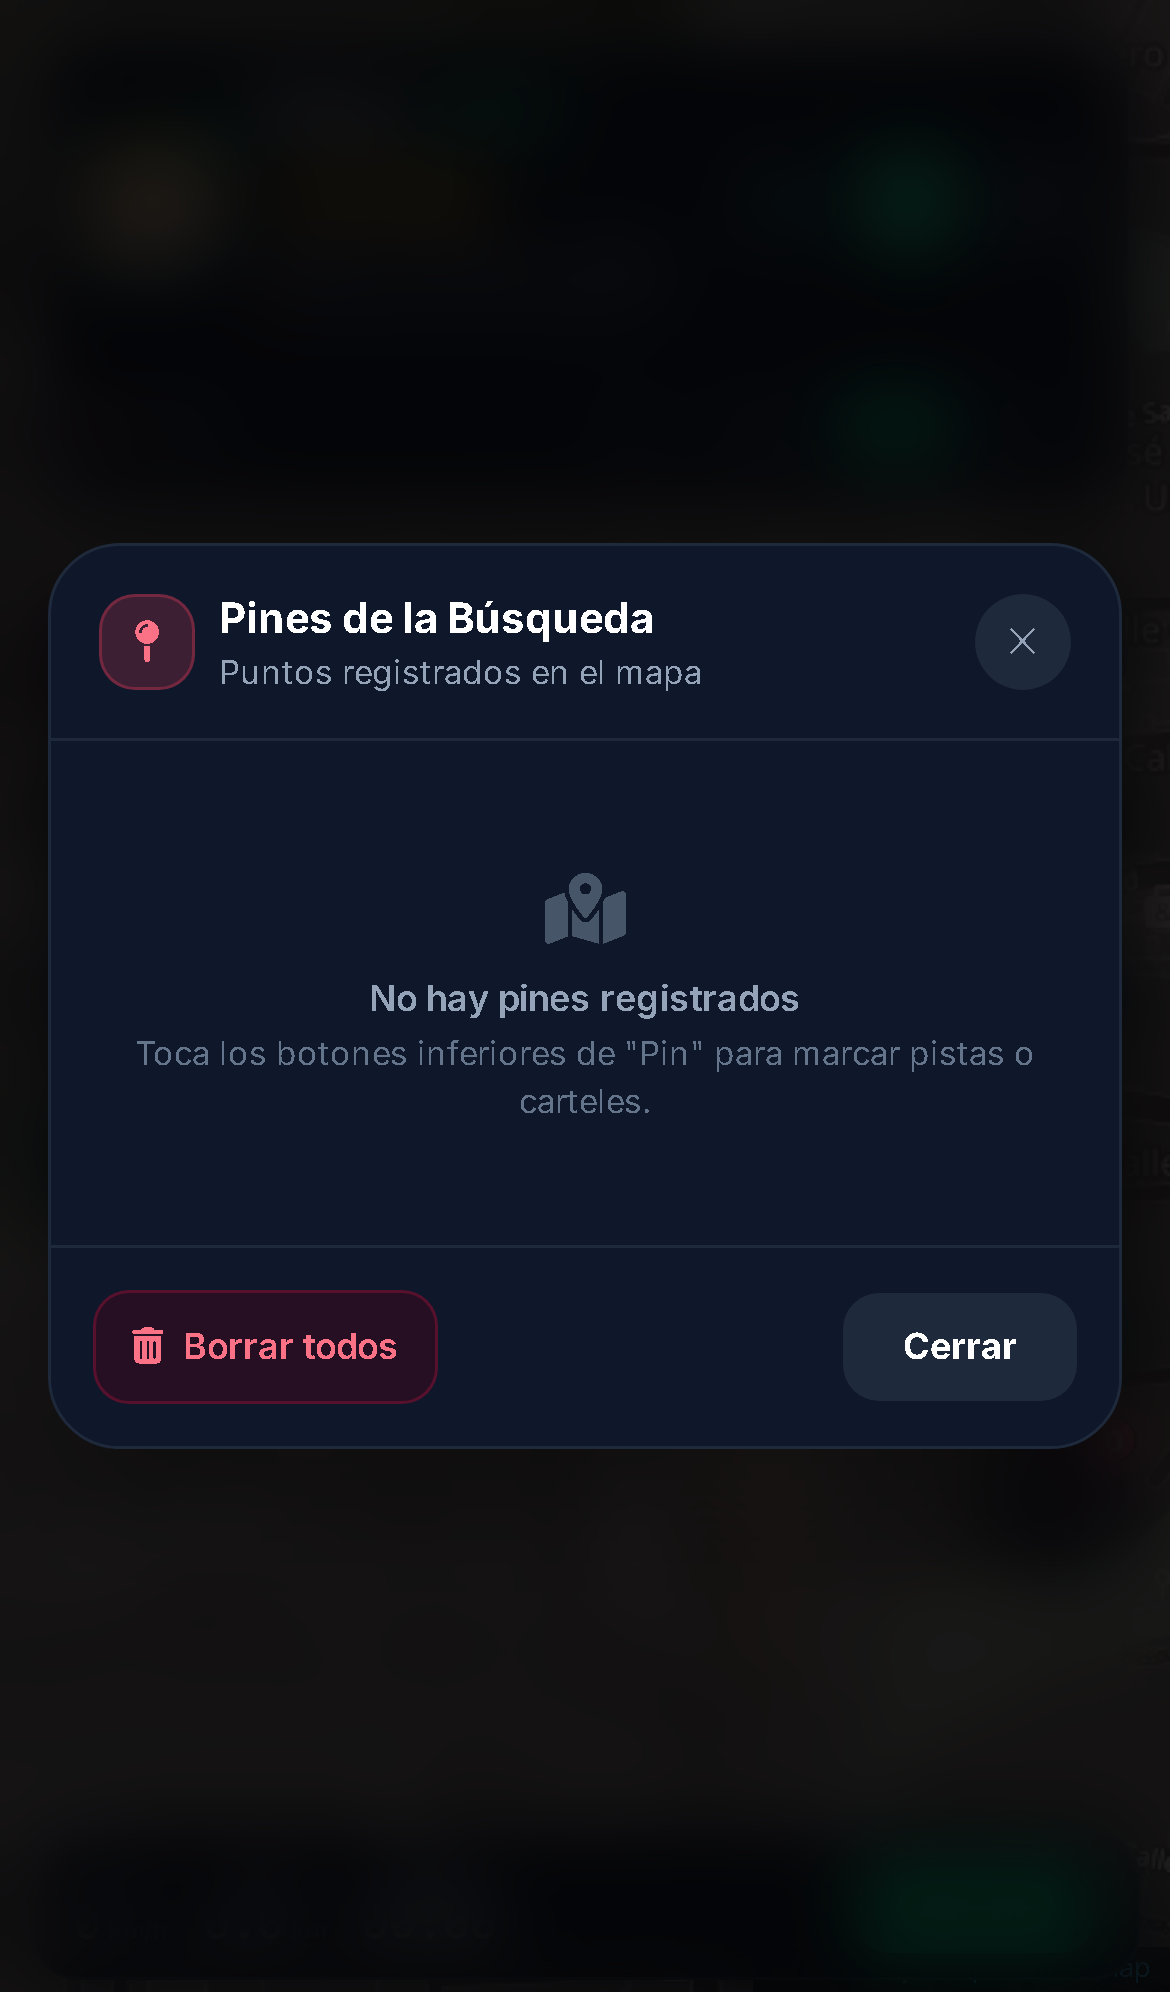 Pines de la Búsqueda
Puntos registrados en el mapa
No hay pines registrados
Toca los botones inferiores de "Pin" para marcar pistas o
carteles.
Borrar todos
Cerrar